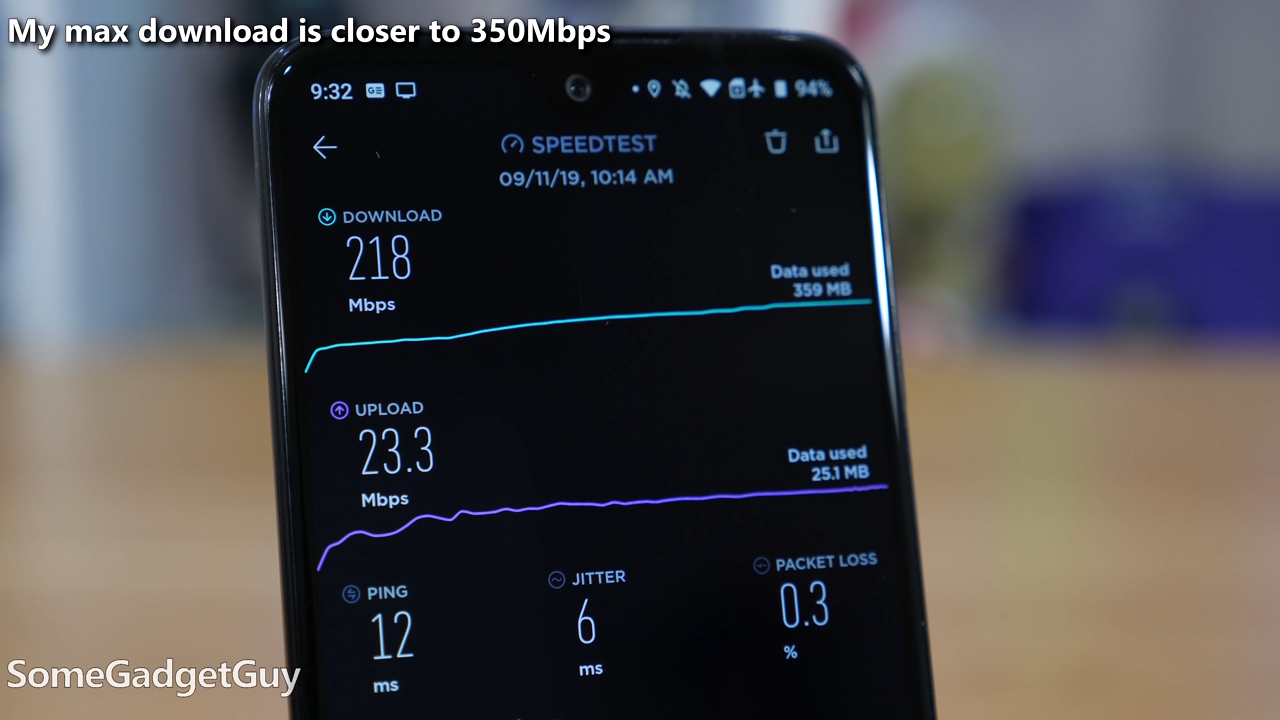 My max download is closer to 350Mbps
9:32 94%
SPEEDTEST
09/11/19, 10:14 AM
DOWNLOAD
218
Mbps
Data used
359 MB
UPLOAD
23.3
Mbps
Data used
25.1 MB
PING
12
ms
JITTER
6
ms
PACKET LOSS
0.3
%
SomeGadgetGuy